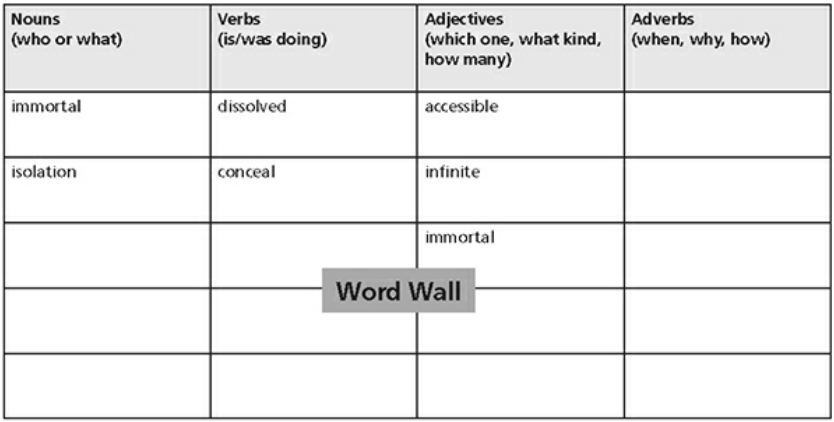 Nouns
(who or what)
Verbs
(is/was doing)
Adjectives
(which one, what kind,
how many)
Adverbs
(when, why, how)
immortal
dissolved
accessible
isolation
conceal
infinite
immortal
Word Wall